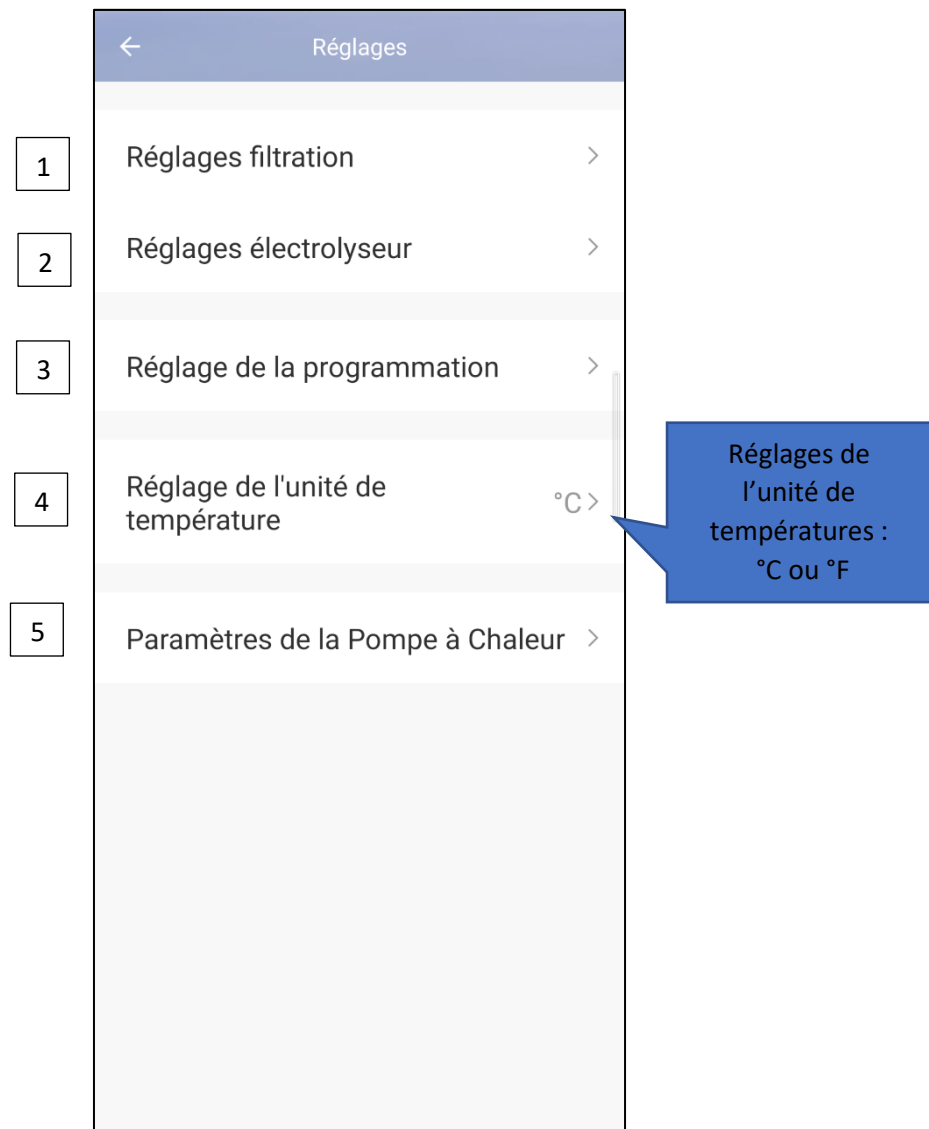 Réglages
1
Réglages filtration
2
Réglages électrolyseur
3
Réglage de la programmation
4
Réglage de l'unité de
température
°C
Réglages de
l’unité de
températures :
°C ou °F
5
Paramètres de la Pompe à Chaleur